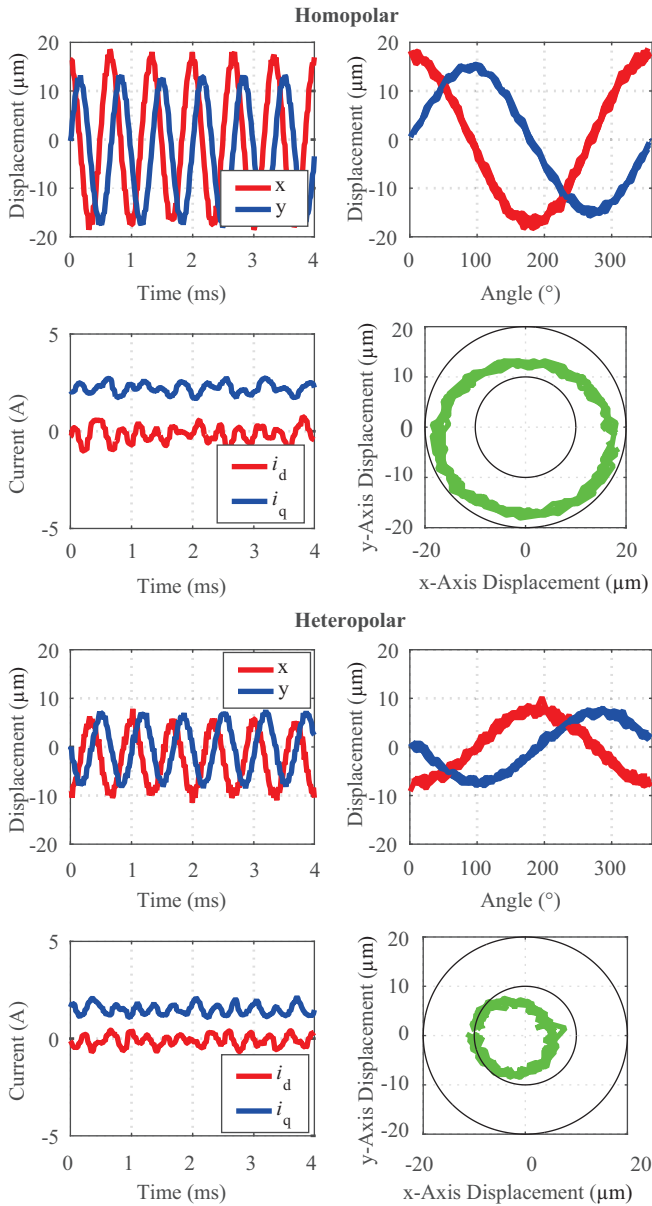 Homopolar
Displacement (µm)
20
10
0
-10
-20
x
y
0 1 2 3 4
Time (ms)
Displacement (µm)
20
10
0
-10
-20
0 100 200 300
Angle (°)
Current (A)
5
0
-5
i_d
i_q
0 1 2 3 4
Time (ms)
y-Axis Displacement (µm)
20
10
0
-10
-20
-20 0 20
x-Axis Displacement (µm)
Heteropolar
Displacement (µm)
20
10
0
-10
-20
x
y
0 1 2 3 4
Time (ms)
Displacement (µm)
20
10
0
-10
-20
0 100 200 300
Angle (°)
Current (A)
5
0
-5
i_d
i_q
0 1 2 3 4
Time (ms)
y-Axis Displacement (µm)
20
10
0
-10
-20
-20 0 20
x-Axis Displacement (µm)